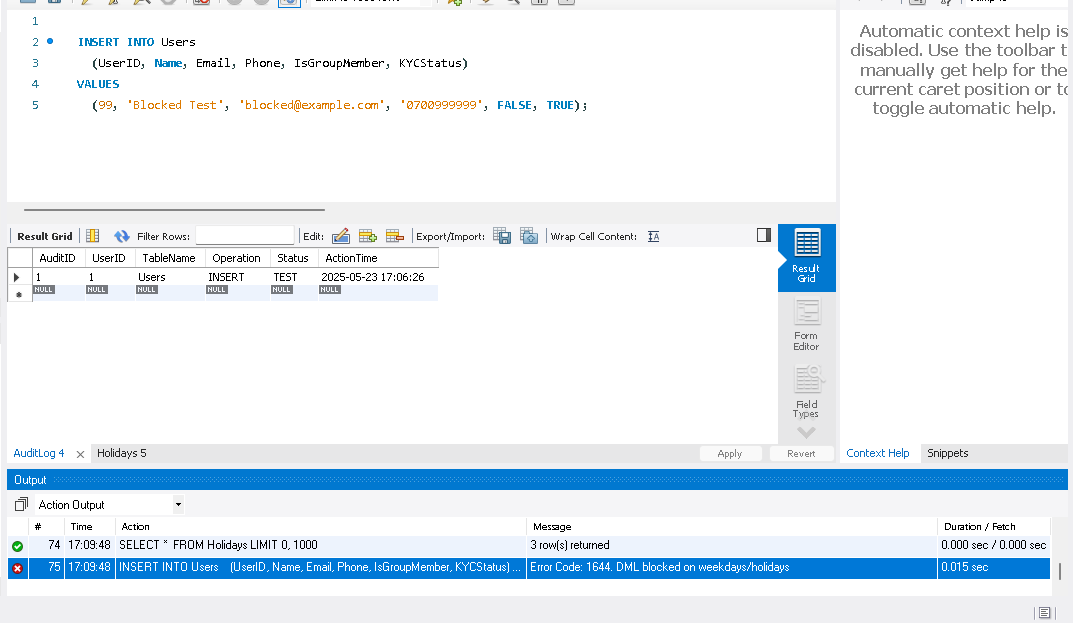 1
2 INSERT INTO Users
3 (UserID, Name, Email, Phone, IsGroupMember, KYCStatus)
4 VALUES
5 (99, 'Blocked Test', 'blocked@example.com', '0700999999', FALSE, TRUE);
Automatic context help is
disabled. Use the toolbar t
manually get help for the
current caret position or to
toggle automatic help.
Result Grid Filter Rows: Edit: Export/Import: Wrap Cell Content: IA
AuditID UserID TableName Operation Status ActionTime
1 1 Users INSERT TEST 2025-05-23 17:06:26
NULL NULL NULL NULL NULL NULL
Result
Grid
Form
Editor
Field
Types
AuditLog 4 Holidays 5 Apply Revert
Context Help Snippets
Output
Action Output
# Time Action Message Duration / Fetch
74 17:09:48 SELECT * FROM Holidays LIMIT 0, 1000 3 row(s) returned 0.000 sec / 0.000 sec
75 17:09:48 INSERT INTO Users (UserID, Name, Email, Phone, IsGroupMember, KYCStatus) ... Error Code: 1644. DML blocked on weekdays/holidays 0.015 sec